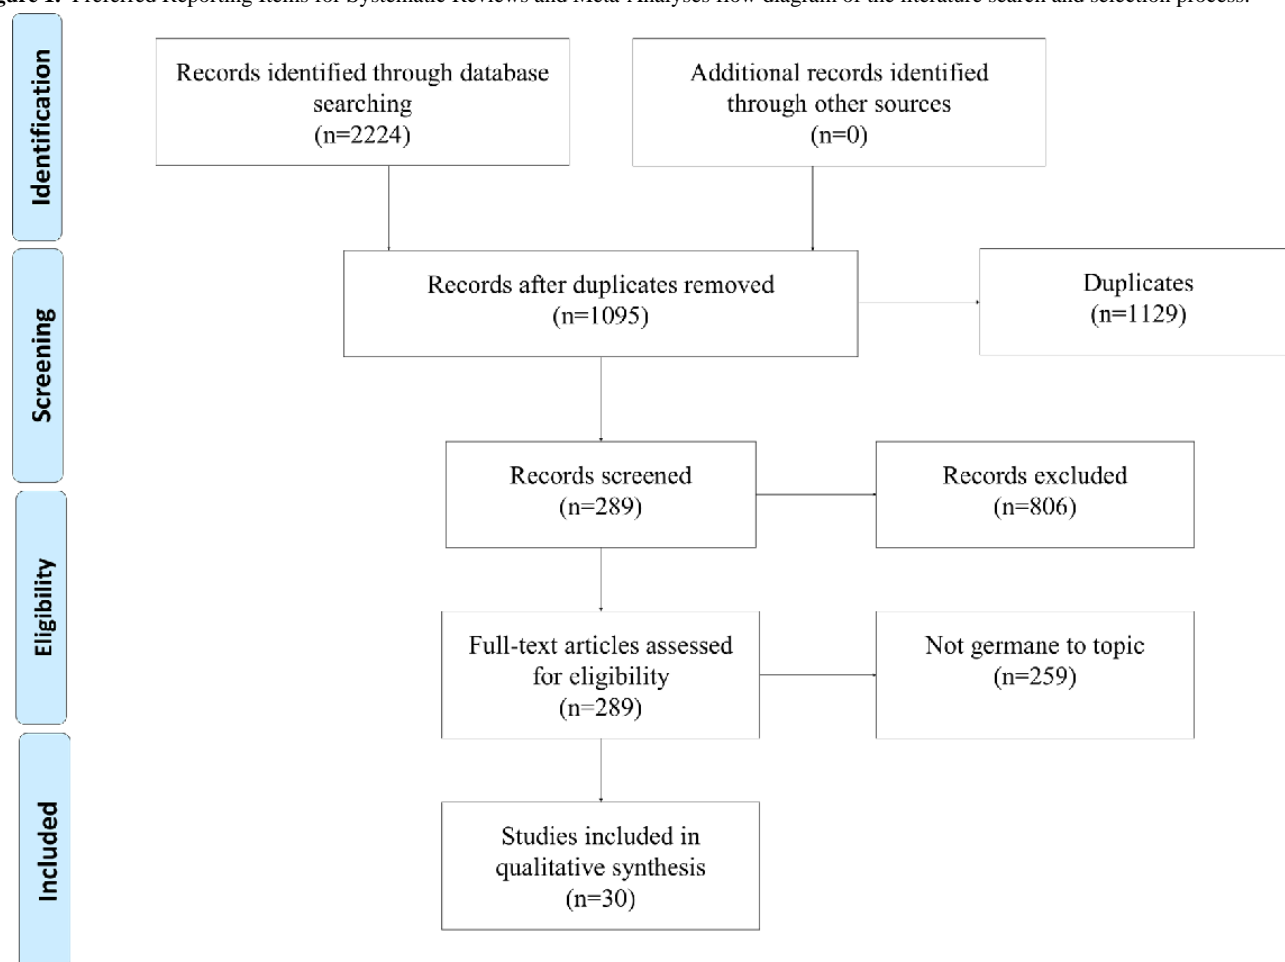 Figure 1. Preferred Reporting Items for Systematic Reviews and Meta-Analyses flow diagram of the literature search and selection process.
Identification
Records identified through database
searching
(n=2224)
Additional records identified
through other sources
(n=0)
Screening
Records after duplicates removed
(n=1095)
Duplicates
(n=1129)
Records screened
(n=289)
Records excluded
(n=806)
Eligibility
Full-text articles assessed
for eligibility
(n=289)
Not germane to topic
(n=259)
Included
Studies included in
qualitative synthesis
(n=30)